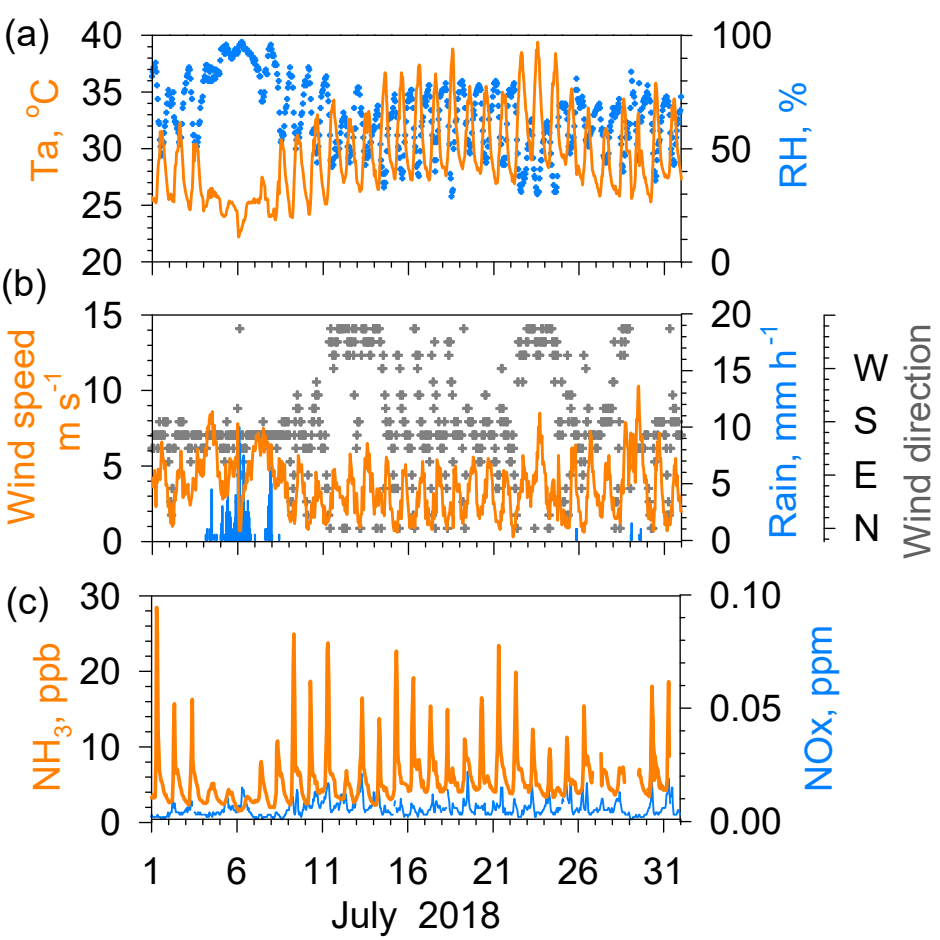 (a)
40
35
30
25
20
Ta, °C
100
50
0
RH, %
(b)
15
10
5
0
Wind speed
m s⁻¹
20
15
10
5
0
Rain, mm h⁻¹
W
S
E
N
Wind direction
(c)
30
20
10
0
NH₃, ppb
0.10
0.05
0.00
NOx, ppm
1 6 11 16 21 26 31
July 2018